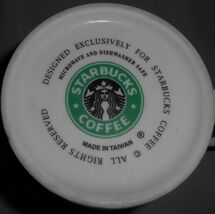 DESIGNED EXCLUSIVELY FOR STARBUCKS COFFEE © ALL RIGHTS RESERVED
MICROWAVE AND DISHWASHER SAFE
STARBUCKS
COFFEE
®
MADE IN TAIWAN